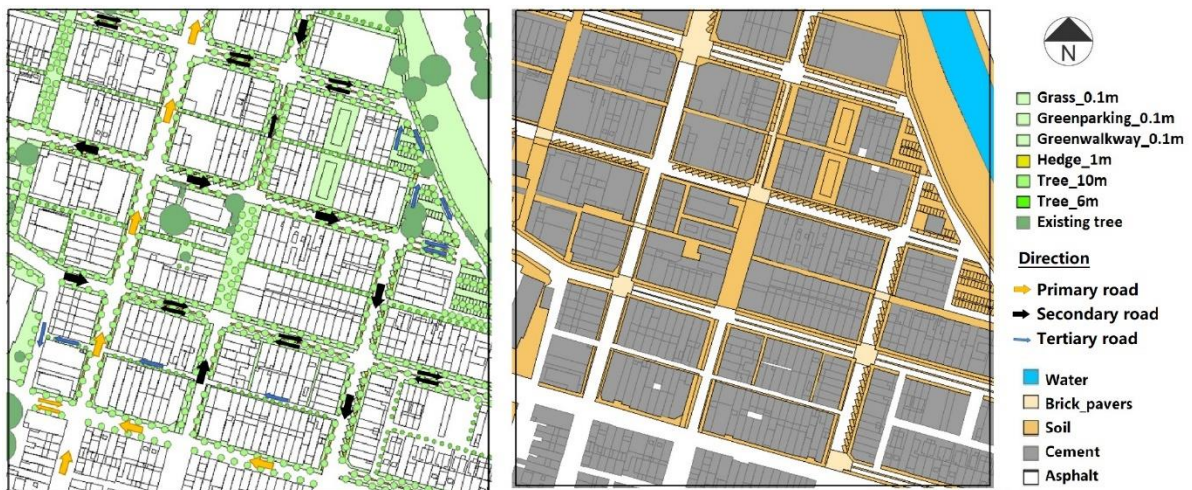 N
Grass_0.1m
Greenparking_0.1m
Greenwalkway_0.1m
Hedge_1m
Tree_10m
Tree_6m
Existing tree
Direction
Primary road
Secondary road
Tertiary road
Water
Brick_pavers
Soil
Cement
Asphalt